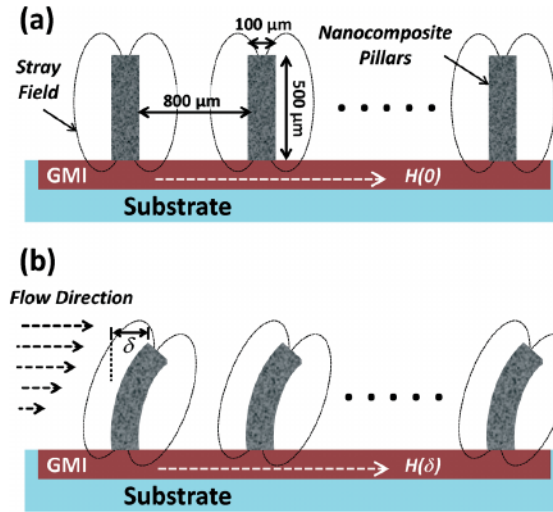 (a)
100 µm
Nanocomposite
Pillars
Stray
Field
800 µm
500 µm
GMI
H(0)
Substrate
(b)
Flow Direction
δ
GMI
H(δ)
Substrate